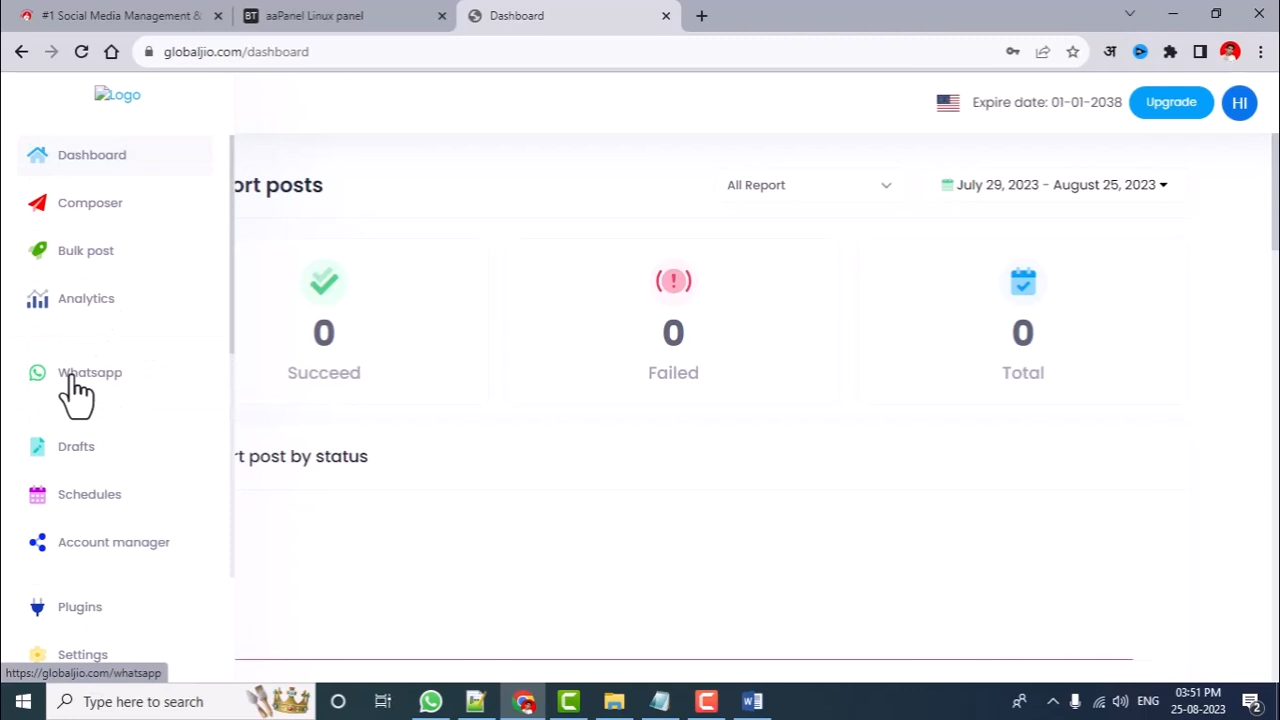 #1 Social Media Management &
aaPanel Linux panel
Dashboard
globaljio.com/dashboard
अ
Logo
Expire date: 01-01-2038
Upgrade
HI
Dashboard
Composer
Bulk post
Analytics
Whatsapp
Drafts
Schedules
Account manager
Plugins
Settings
ort posts
All Report
July 29, 2023 - August 25, 2023
0
Succeed
0
Failed
0
Total
rt post by status
https://globaljio.com/whatsapp
Type here to search
ENG
03:51 PM
25-08-2023
2